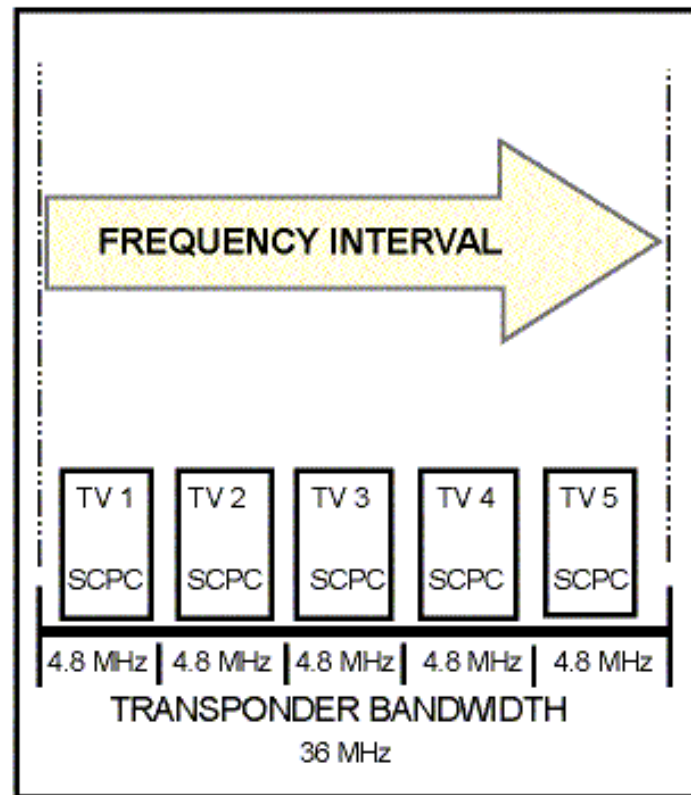 FREQUENCY INTERVAL
TV 1 TV 2 TV 3 TV 4 TV 5
SCPC SCPC SCPC SCPC SCPC
4.8 MHz 4.8 MHz 4.8 MHz 4.8 MHz 4.8 MHz
TRANSPONDER BANDWIDTH
36 MHz